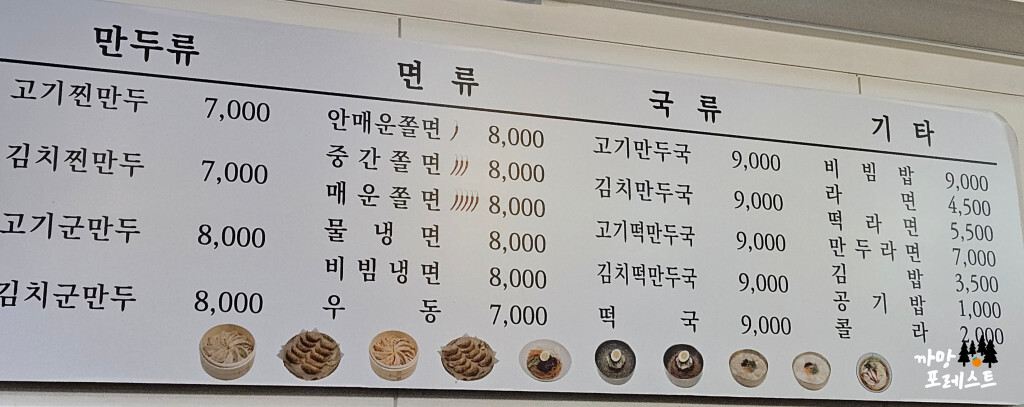 만두류
고기찐만두 7,000
김치찐만두 7,000
고기군만두 8,000
김치군만두 8,000
면 류
안매운쫄면 8,000
중간쫄면 8,000
매운쫄면 8,000
물 냉 면 8,000
비빔냉면 8,000
우 동 7,000
국 류
고기만두국 9,000
김치만두국 9,000
고기떡만두국 9,000
김치떡만두국 9,000
떡 국 9,000
기 타
비 빔 밥 9,000
라 면 4,500
떡 라 면 5,500
만두라면 7,000
김 밥 3,500
공 기 밥 1,000
콜 라 2,000
까망
포레스트